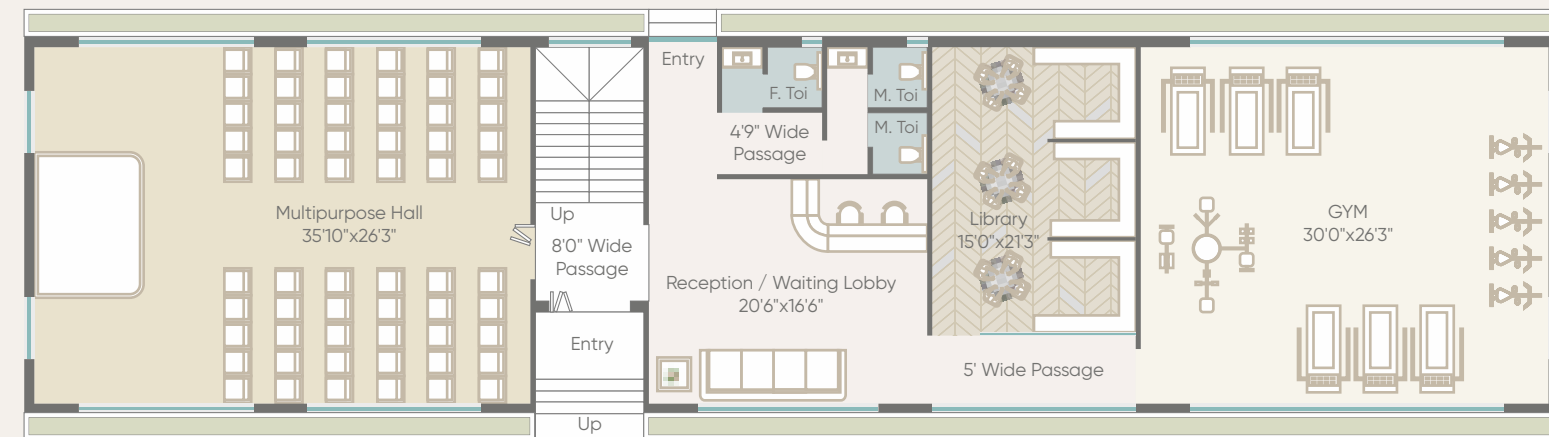 Entry
F. Toi
M. Toi
M. Toi
4'9" Wide
Passage
Multipurpose Hall
35'10"x26'3"
Up
8'0" Wide
Passage
Library
15'0"x21'3"
GYM
30'0"x26'3"
Reception / Waiting Lobby
20'6"x16'6"
Entry
5' Wide Passage
Up